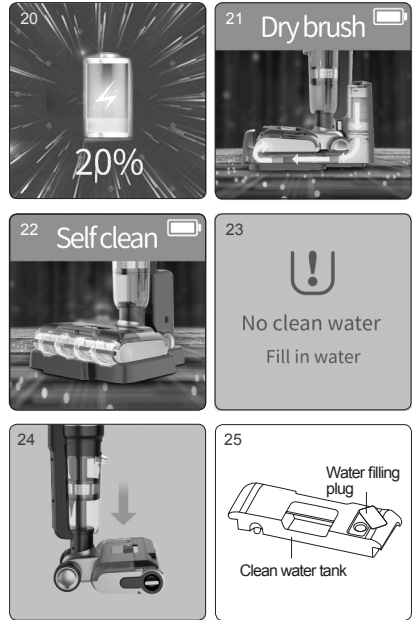 20
20%
21
Dry brush
22
Self clean
23
No clean water
Fill in water
24
25
Water filling
plug
Clean water tank